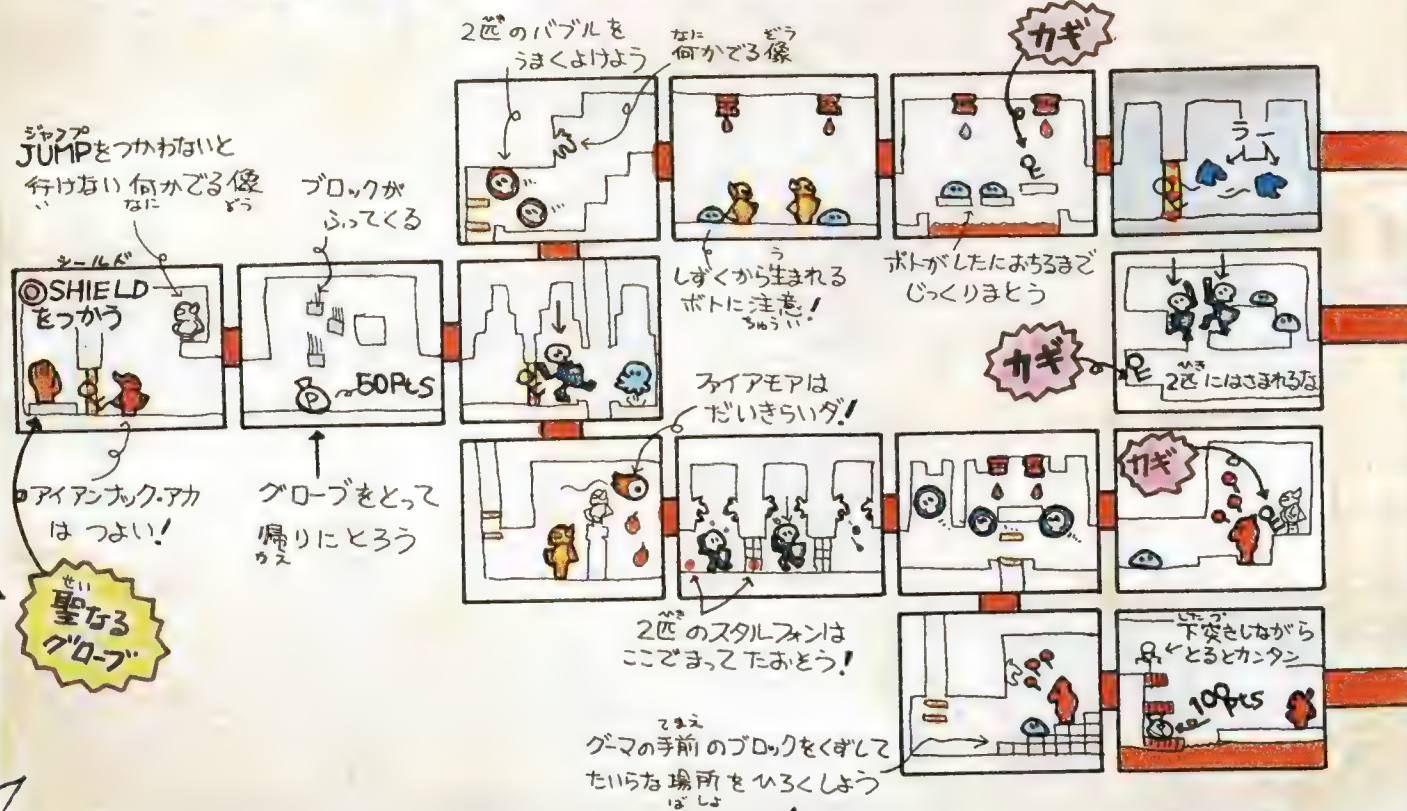 2匹のバブルを
うまくよけよう
何かでる像
カギ
JUMPをつかわないと
行けない何かでる像
ブロックが
ふってくる
SHIELD
をつかう
P
50Pts
アイアンナック・アカ
は つよい!
聖なる
グローブ
グローブをとって
帰りにとろう
しずくから生まれる
ボトに注意!
ボトがしたにおちるまで
じっくりまとう
ラー
カギ
2匹にはさまれるな
ファイアモアは
だいきらいダ!
カギ
2匹のスタルフォンは
ここでまってたおそう!
グーマの手前のブロックをくずして
たいらな場所をひろくしよう
下突きしながら
とるとカンタン
100pts